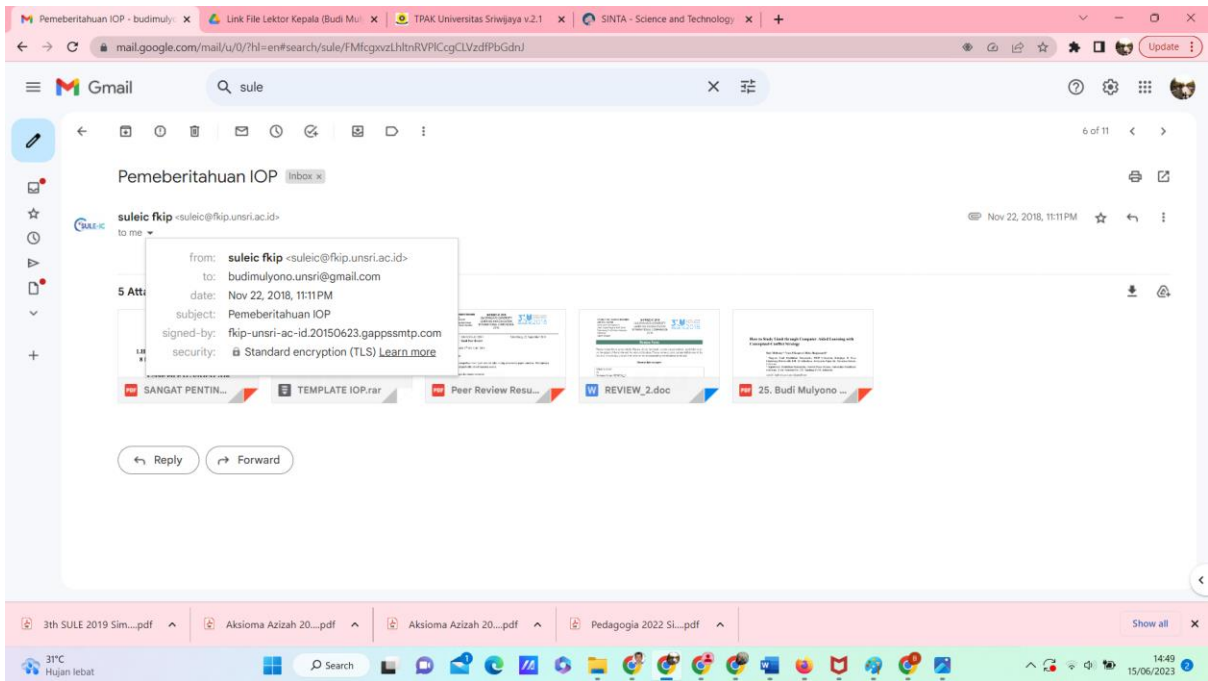 Pemeberitahuan IOP - budimulyo
Link File Lektor Kepala (Budi Mul
TPAK Universitas Sriwijaya v.2.1
SINTA - Science and Technology
mail.google.com/mail/u/0/?hl=en#search/sule/FMfcgxvzLhltnRVPlCcgCLVzdfPbGdnJ
Update
Gmail
sule
6 of 11
Pemeberitahuan IOP Inbox x
SULE-IC
suleic fkip <suleic@fkip.unsri.ac.id>
Nov 22, 2018, 11:11 PM
to me
from: suleic fkip <suleic@fkip.unsri.ac.id>
to: budimulyono.unsri@gmail.com
date: Nov 22, 2018, 11:11 PM
subject: Pemeberitahuan IOP
signed-by: fkip-unsri-ac-id.20150623.gappssmtp.com
security: Standard encryption (TLS) Learn more
5 Atta
PDF SANGAT PENTIN...
TEMPLATE IOP.rar
PDF Peer Review Resu...
W REVIEW_2.doc
PDF 25. Budi Mulyono ...
Reply
Forward
3th SULE 2019 Sim....pdf
Aksioma Azizah 20....pdf
Aksioma Azizah 20....pdf
Pedagogia 2022 Si....pdf
Show all
31°C
Hujan lebat
Search
14:49
15/06/2023
2